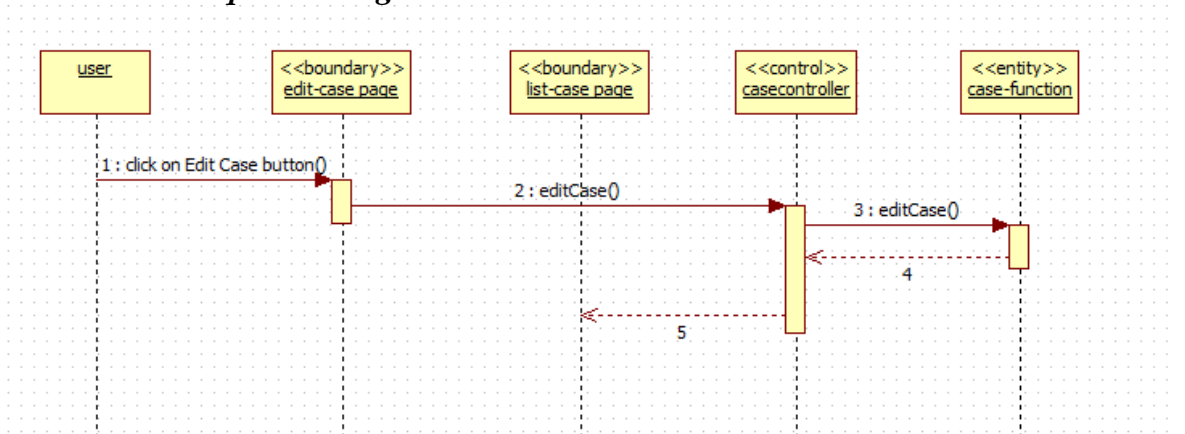 user
<<boundary>>
edit-case page
<<boundary>>
list-case page
<<control>>
casecontroller
<<entity>>
case-function
1 : click on Edit Case button()
2 : editCase()
3 : editCase()
4
5